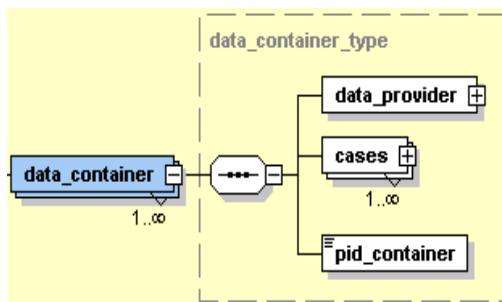 data_container_type
data_provider
cases
1..∞
data_container
1..∞
pid_container